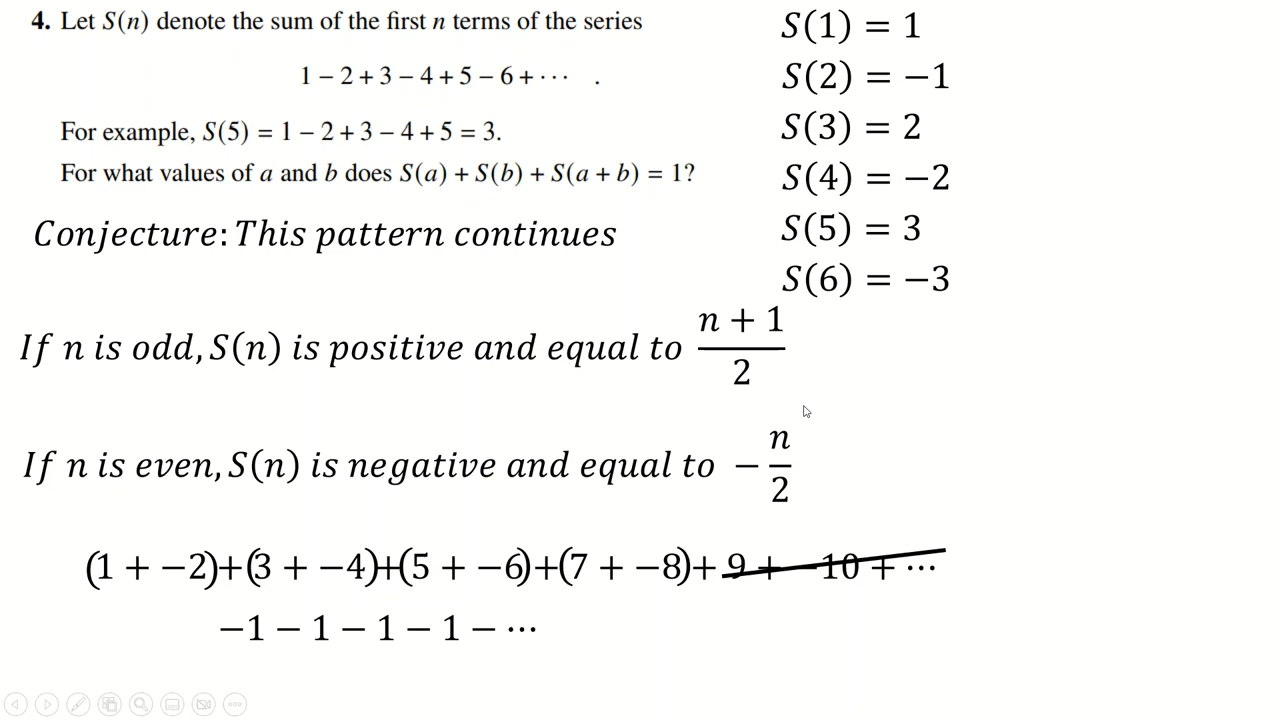 4. Let S(n) denote the sum of the first n terms of the series
1 − 2 + 3 − 4 + 5 − 6 + ··· .
For example, S(5) = 1 − 2 + 3 − 4 + 5 = 3.
For what values of a and b does S(a) + S(b) + S(a + b) = 1?
S(1) = 1
S(2) = −1
S(3) = 2
S(4) = −2
S(5) = 3
S(6) = −3
Conjecture: This pattern continues
If n is odd, S(n) is positive and equal to (n + 1)/2
If n is even, S(n) is negative and equal to − n/2
(1 + −2)+(3 + −4)+(5 + −6)+(7 + −8)+ 9 + −10 + ⋯
−1 − 1 − 1 − 1 − ⋯